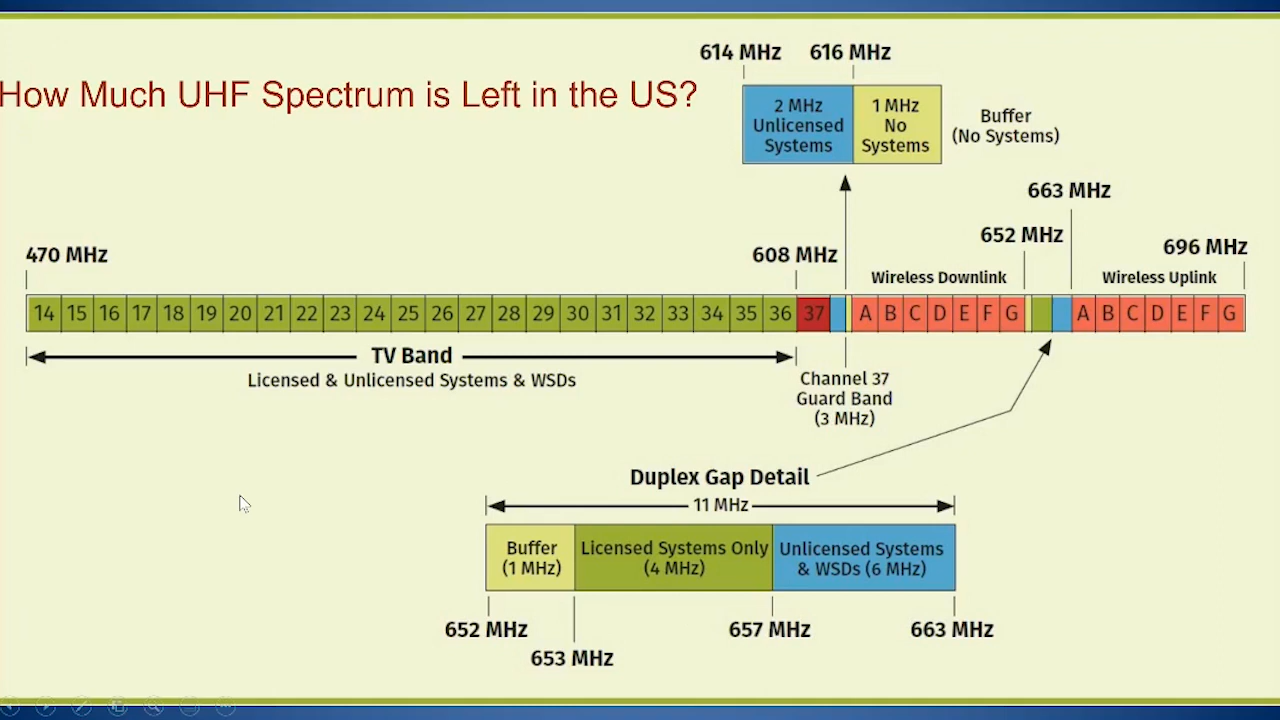 How Much UHF Spectrum is Left in the US?
614 MHz 616 MHz
2 MHz
Unlicensed
Systems
1 MHz
No
Systems
Buffer
(No Systems)
663 MHz
652 MHz
696 MHz
470 MHz
608 MHz
Wireless Downlink
Wireless Uplink
14 15 16 17 18 19 20 21 22 23 24 25 26 27 28 29 30 31 32 33 34 35 36 37 A B C D E F G A B C D E F G
TV Band
Licensed & Unlicensed Systems & WSDs
Channel 37
Guard Band
(3 MHz)
Duplex Gap Detail
11 MHz
Buffer
(1 MHz)
Licensed Systems Only
(4 MHz)
Unlicensed Systems
& WSDs (6 MHz)
652 MHz
653 MHz
657 MHz
663 MHz